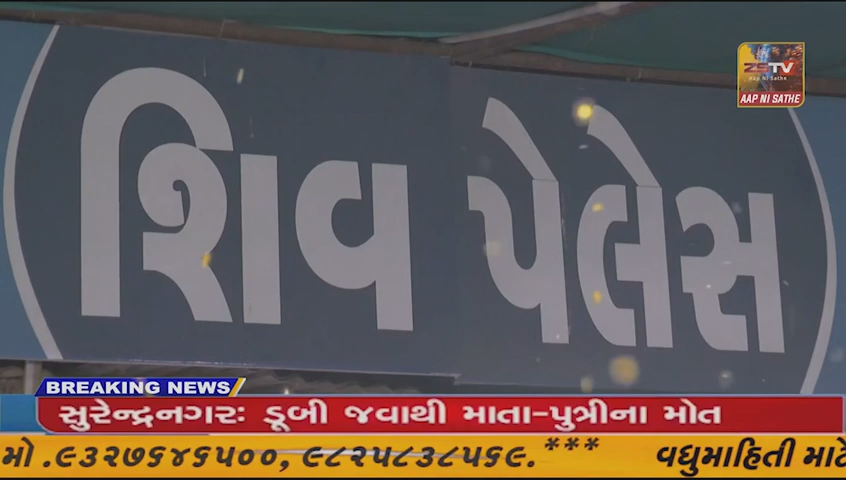 ZSTV
Aap Ni Sathe
AAP NI SATHE
શિવ પેલેસ
BREAKING NEWS
સુરેન્દ્રનગરઃ ડૂબી જવાથી માતા-પુત્રીના મોત
મો .૯૩૨૭૬૪૬૫૦૦, ૯૮૨૫૮૩૮૫૬૯.*** વધુમાહિતી માટે